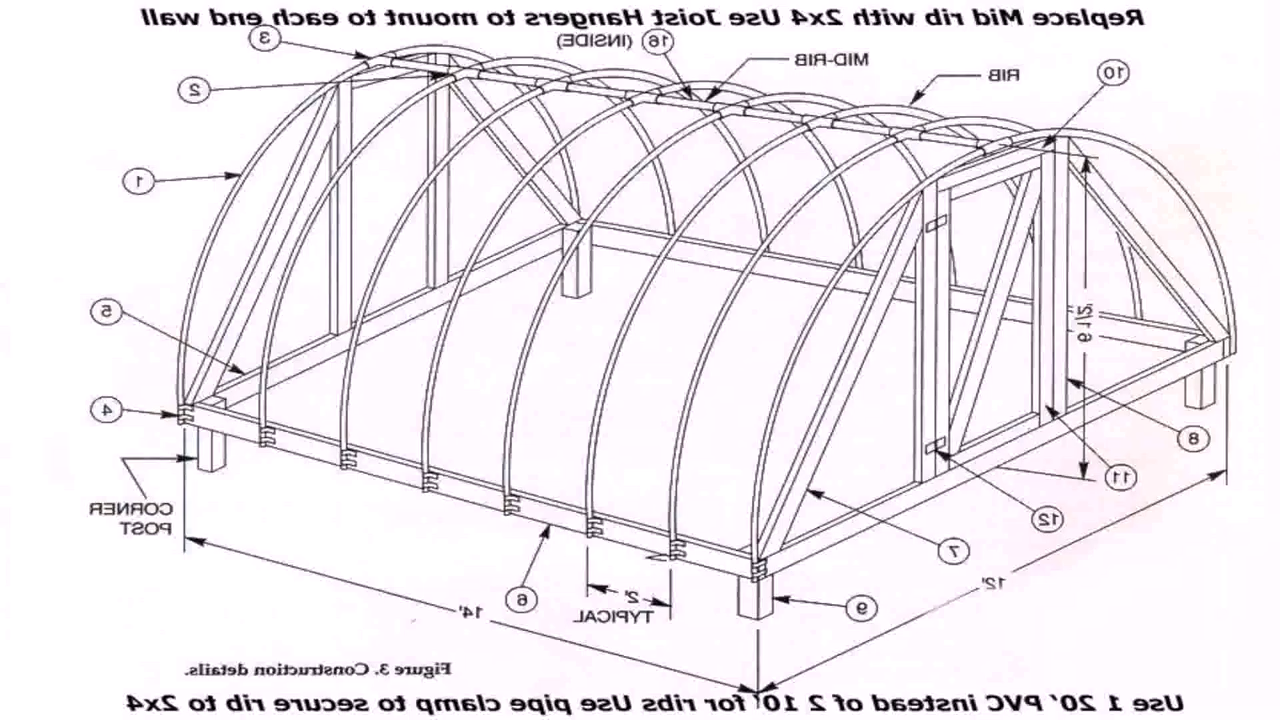 Replace Mid rib with 2x4 Use Joist Hangers to mount to each end wall
3
16 (INSIDE)
MID-RIB
RIB
10
2
1
5
4
CORNER
POST
6 1/2'
8
11
12
7
9
6
2'
TYPICAL
14'
12'
Figure 3. Construction details.
Use 1 20' PVC instead of 2 10' for ribs Use pipe clamp to secure rib to 2x4